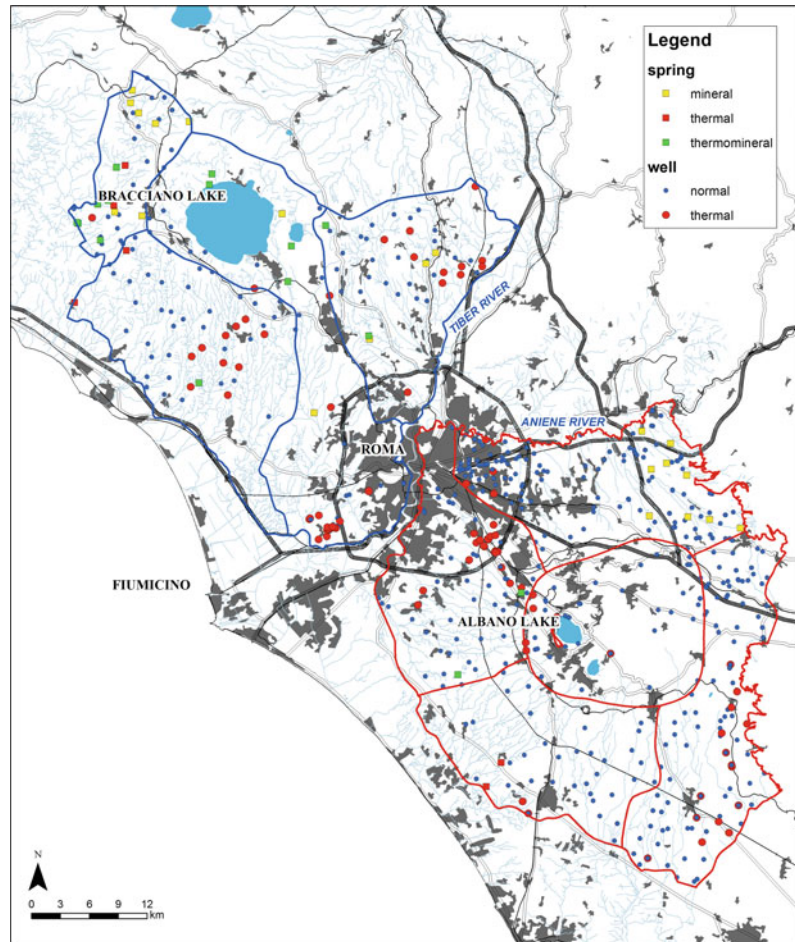 Legend
spring
mineral
thermal
thermomineral
well
normal
thermal
BRACCIANO LAKE
TIBER RIVER
ANIENE RIVER
ROMA
FIUMICINO
ALBANO LAKE
N
0 3 6 9 12
km